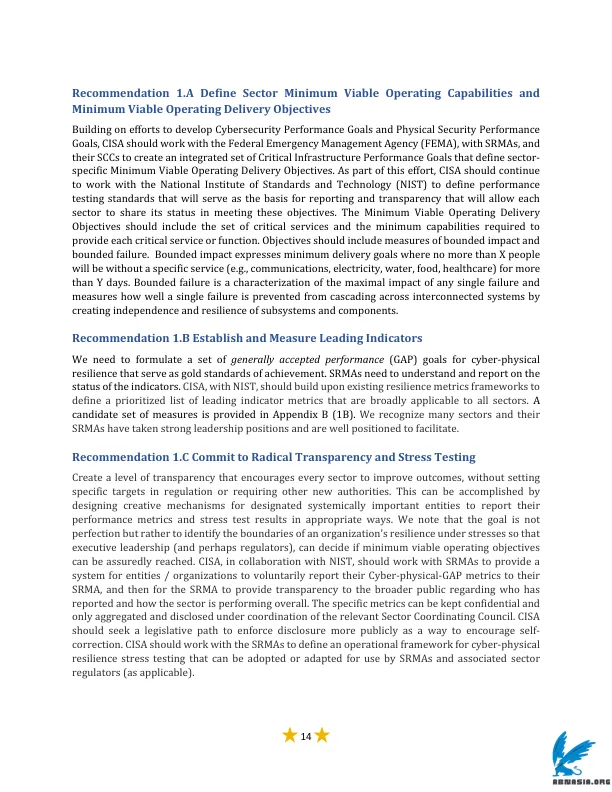 Recommendation 1.A Define Sector Minimum Viable Operating Capabilities and
Minimum Viable Operating Delivery Objectives
Building on efforts to develop Cybersecurity Performance Goals and Physical Security Performance
Goals, CISA should work with the Federal Emergency Management Agency (FEMA), with SRMAs, and
their SCCs to create an integrated set of Critical Infrastructure Performance Goals that define sector-
specific Minimum Viable Operating Delivery Objectives. As part of this effort, CISA should continue
to work with the National Institute of Standards and Technology (NIST) to define performance
testing standards that will serve as the basis for reporting and transparency that will allow each
sector to share its status in meeting these objectives. The Minimum Viable Operating Delivery
Objectives should include the set of critical services and the minimum capabilities required to
provide each critical service or function. Objectives should include measures of bounded impact and
bounded failure. Bounded impact expresses minimum delivery goals where no more than X people
will be without a specific service (e.g., communications, electricity, water, food, healthcare) for more
than Y days. Bounded failure is a characterization of the maximal impact of any single failure and
measures how well a single failure is prevented from cascading across interconnected systems by
creating independence and resilience of subsystems and components.
Recommendation 1.B Establish and Measure Leading Indicators
We need to formulate a set of generally accepted performance (GAP) goals for cyber-physical
resilience that serve as gold standards of achievement. SRMAs need to understand and report on the
status of the indicators. CISA, with NIST, should build upon existing resilience metrics frameworks to
define a prioritized list of leading indicator metrics that are broadly applicable to all sectors. A
candidate set of measures is provided in Appendix B (1B). We recognize many sectors and their
SRMAs have taken strong leadership positions and are well positioned to facilitate.
Recommendation 1.C Commit to Radical Transparency and Stress Testing
Create a level of transparency that encourages every sector to improve outcomes, without setting
specific targets in regulation or requiring other new authorities. This can be accomplished by
designing creative mechanisms for designated systemically important entities to report their
performance metrics and stress test results in appropriate ways. We note that the goal is not
perfection but rather to identify the boundaries of an organization's resilience under stresses so that
executive leadership (and perhaps regulators), can decide if minimum viable operating objectives
can be assuredly reached. CISA, in collaboration with NIST, should work with SRMAs to provide a
system for entities / organizations to voluntarily report their Cyber-physical-GAP metrics to their
SRMA, and then for the SRMA to provide transparency to the broader public regarding who has
reported and how the sector is performing overall. The specific metrics can be kept confidential and
only aggregated and disclosed under coordination of the relevant Sector Coordinating Council. CISA
should seek a legislative path to enforce disclosure more publicly as a way to encourage self-
correction. CISA should work with the SRMAs to define an operational framework for cyber-physical
resilience stress testing that can be adopted or adapted for use by SRMAs and associated sector
regulators (as applicable).
14
ABNASIA.ORG